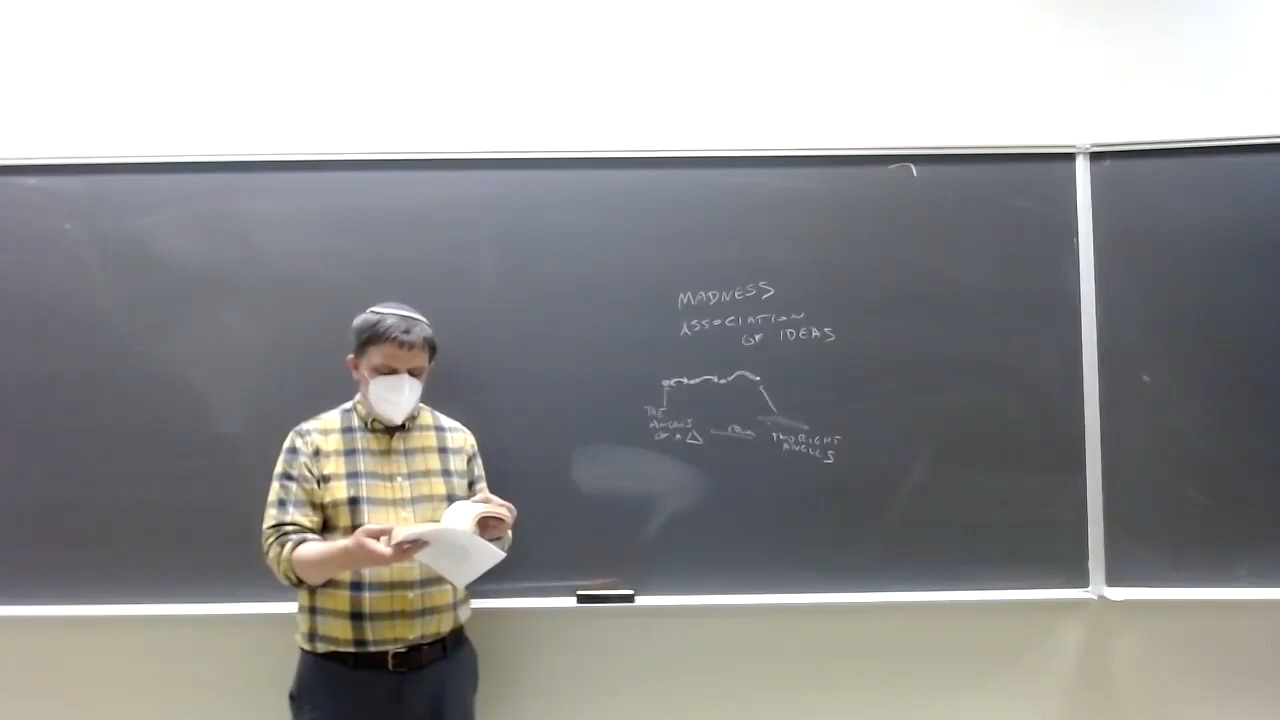 MADNESS
ASSOCIATION
OF IDEAS
THE
ANGLES
OF A △
TWO RIGHT
ANGLES